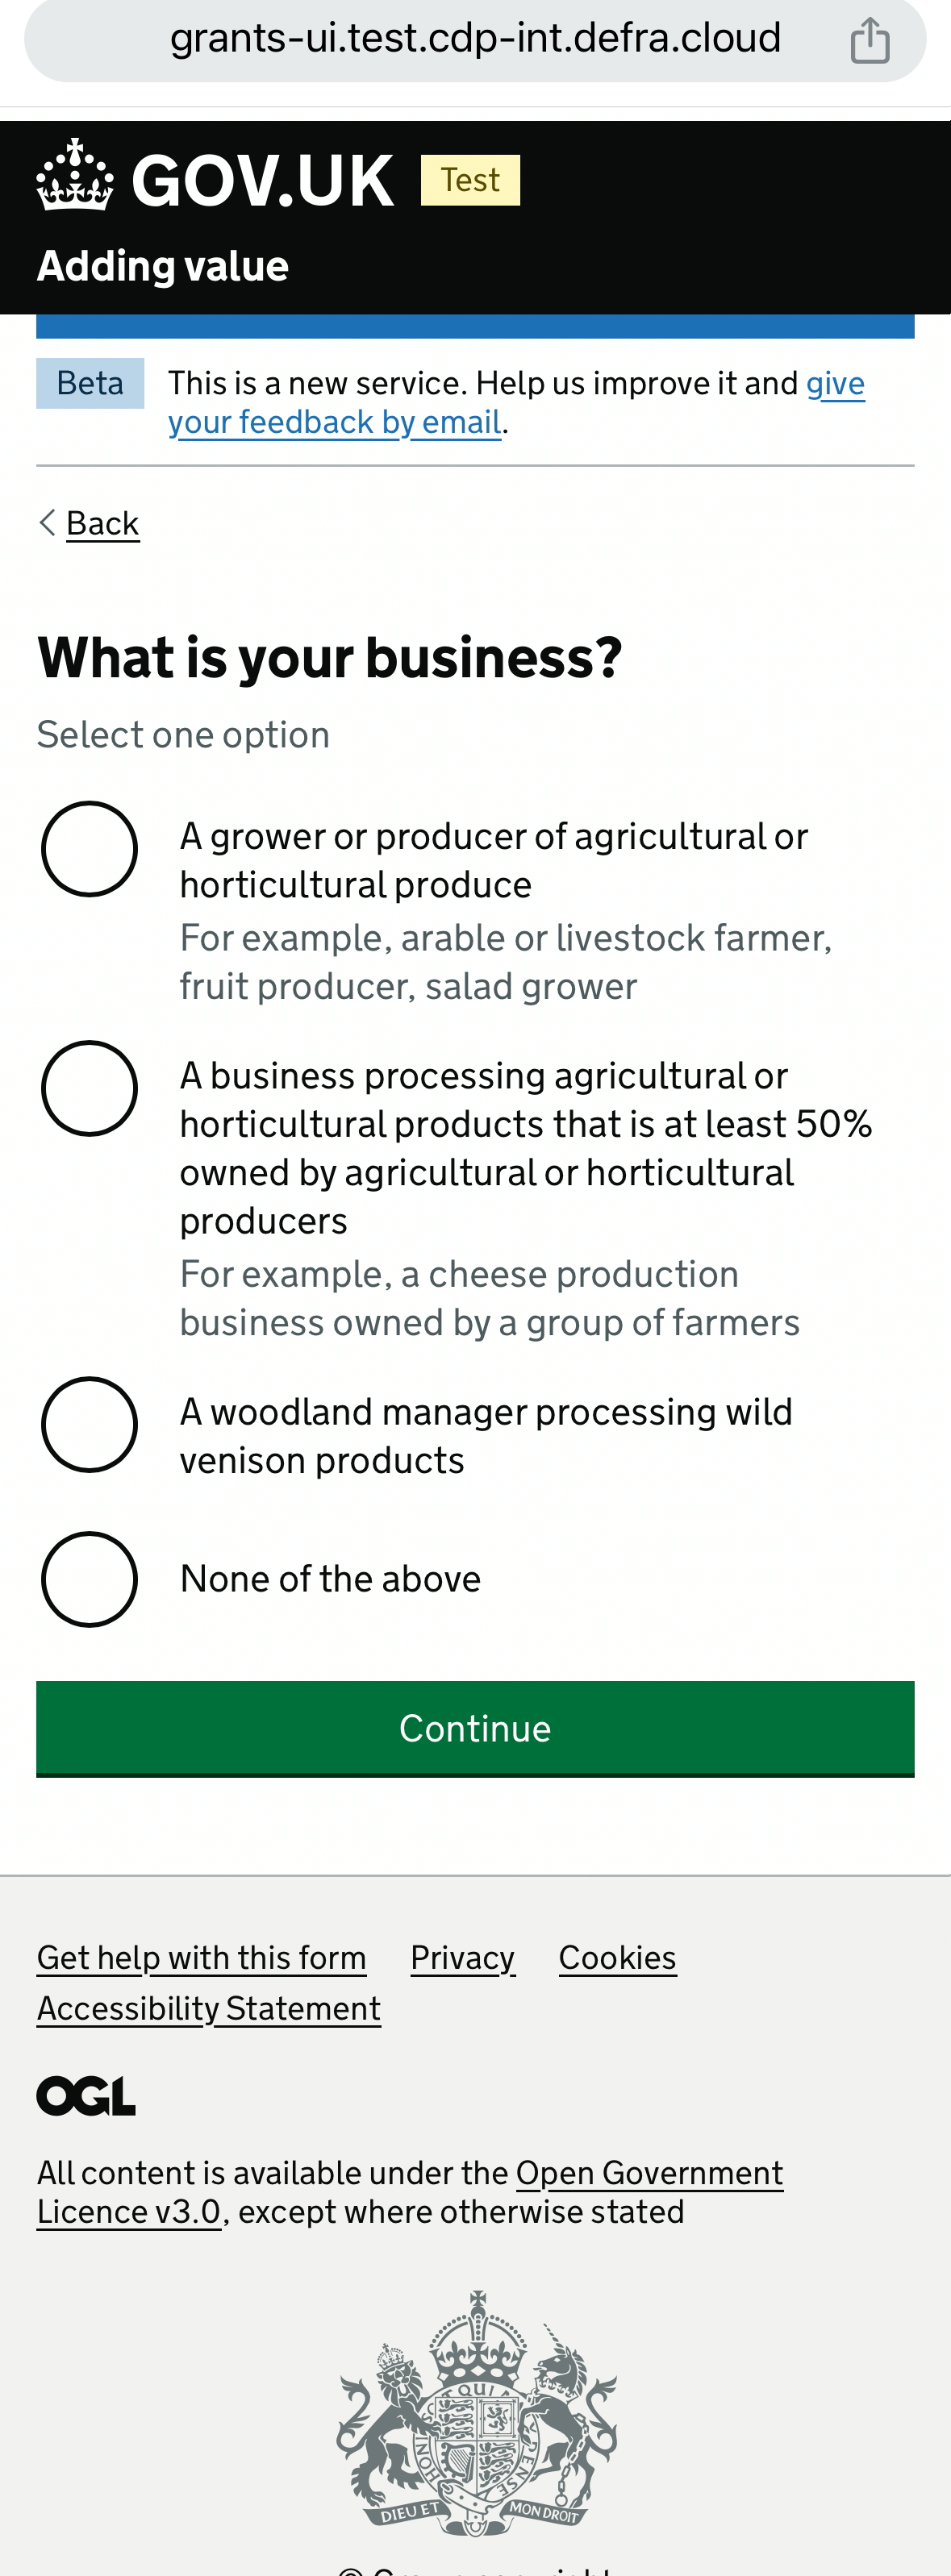 grants-ui.test.cdp-int.defra.cloud
GOV.UK Test
Adding value
Beta This is a new service. Help us improve it and give
your feedback by email.
Back
What is your business?
Select one option
A grower or producer of agricultural or
horticultural produce
For example, arable or livestock farmer,
fruit producer, salad grower
A business processing agricultural or
horticultural products that is at least 50%
owned by agricultural or horticultural
producers
For example, a cheese production
business owned by a group of farmers
A woodland manager processing wild
venison products
None of the above
Continue
Get help with this form Privacy Cookies
Accessibility Statement
OGL
All content is available under the Open Government
Licence v3.0, except where otherwise stated
DIEU ET MON DROIT